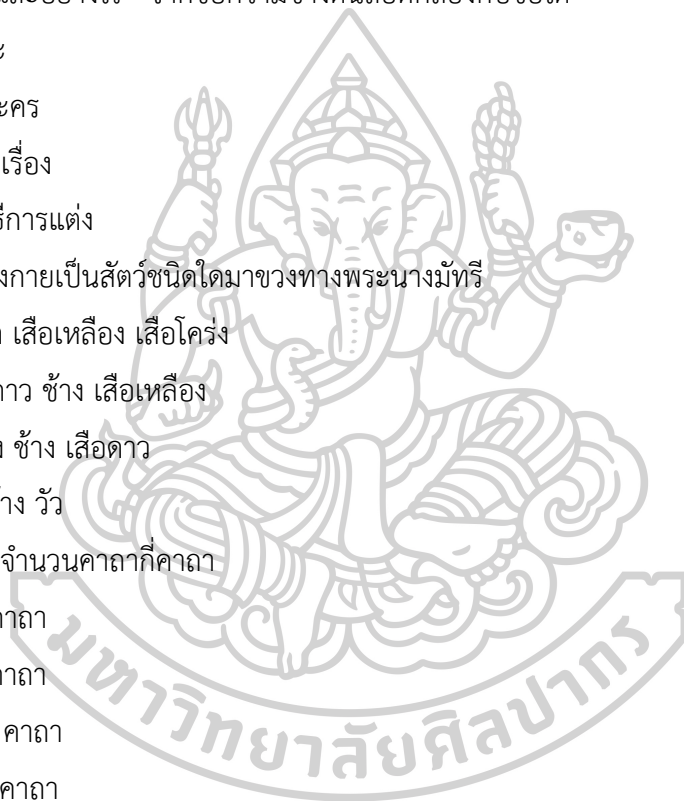 ะ
ะคร
เรื่อง
ธีการแต่ง
งกายเป็นสัตว์ชนิดใดมาขวงทางพระนางมัทรี
เสือเหลือง เสือโคร่ง
าว ช้าง เสือเหลือง
ง ช้าง เสือดาว
้าง วัว
จำนวนคาถากี่คาถา
าถา
าถา
คาถา
คาถา
มหาวิทยาลัยศิลปากร